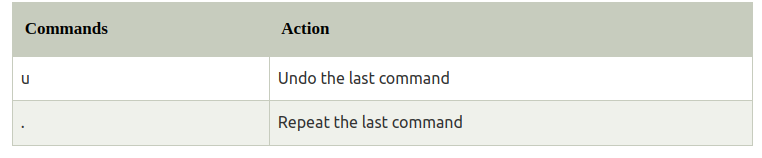 Commands Action
u Undo the last command
. Repeat the last command